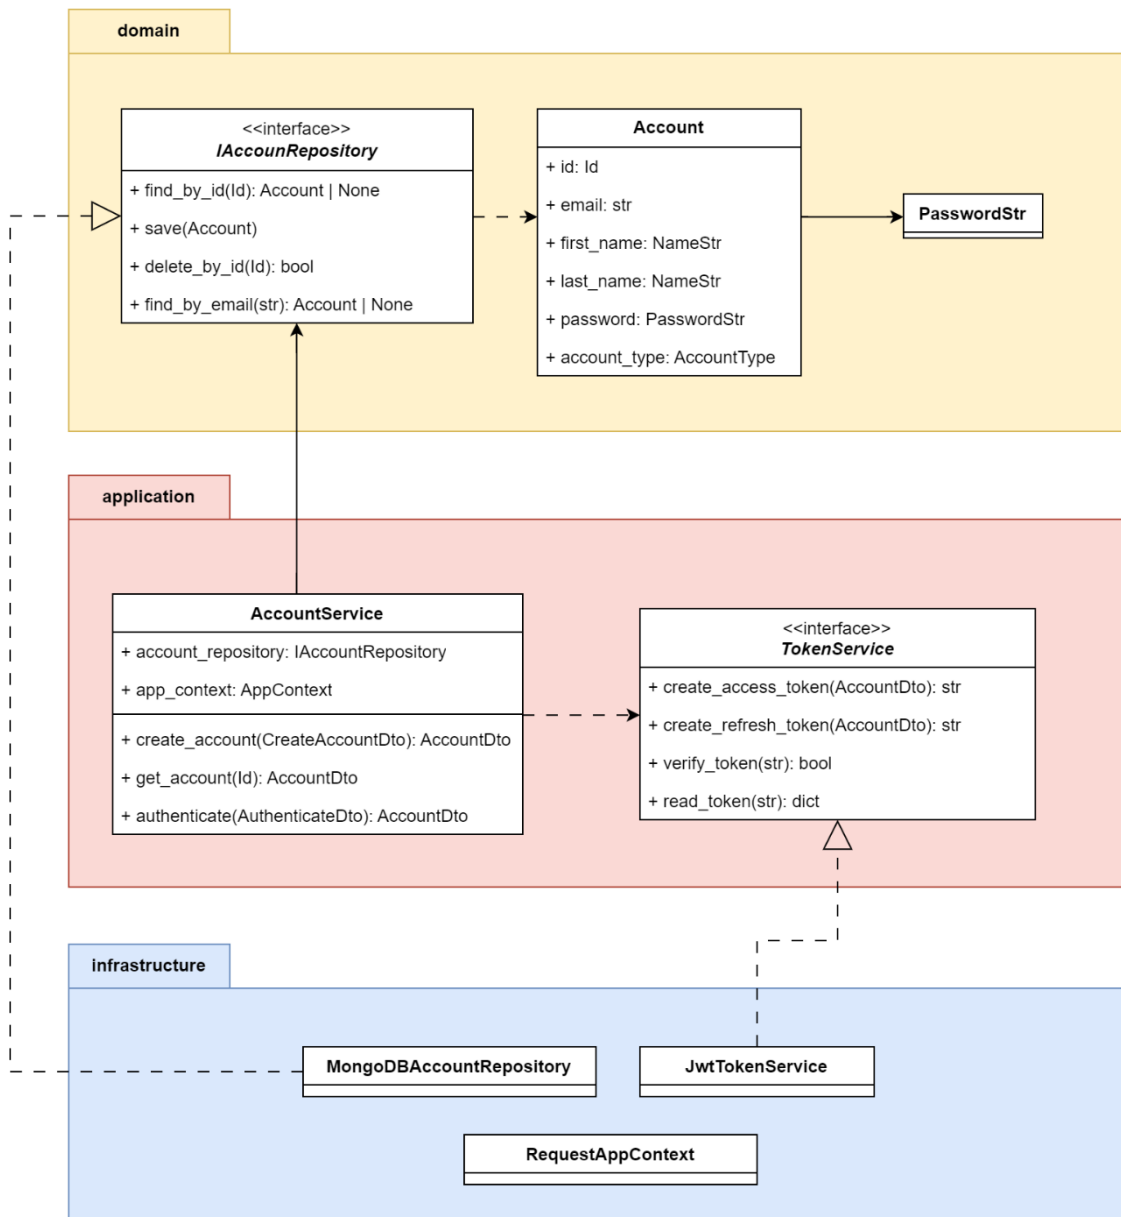 domain
<<interface>>
IAccounRepository
+ find_by_id(Id): Account | None
+ save(Account)
+ delete_by_id(Id): bool
+ find_by_email(str): Account | None
Account
+ id: Id
+ email: str
+ first_name: NameStr
+ last_name: NameStr
+ password: PasswordStr
+ account_type: AccountType
PasswordStr
application
AccountService
+ account_repository: IAccountRepository
+ app_context: AppContext
+ create_account(CreateAccountDto): AccountDto
+ get_account(Id): AccountDto
+ authenticate(AuthenticateDto): AccountDto
<<interface>>
TokenService
+ create_access_token(AccountDto): str
+ create_refresh_token(AccountDto): str
+ verify_token(str): bool
+ read_token(str): dict
infrastructure
MongoDBAccountRepository
JwtTokenService
RequestAppContext